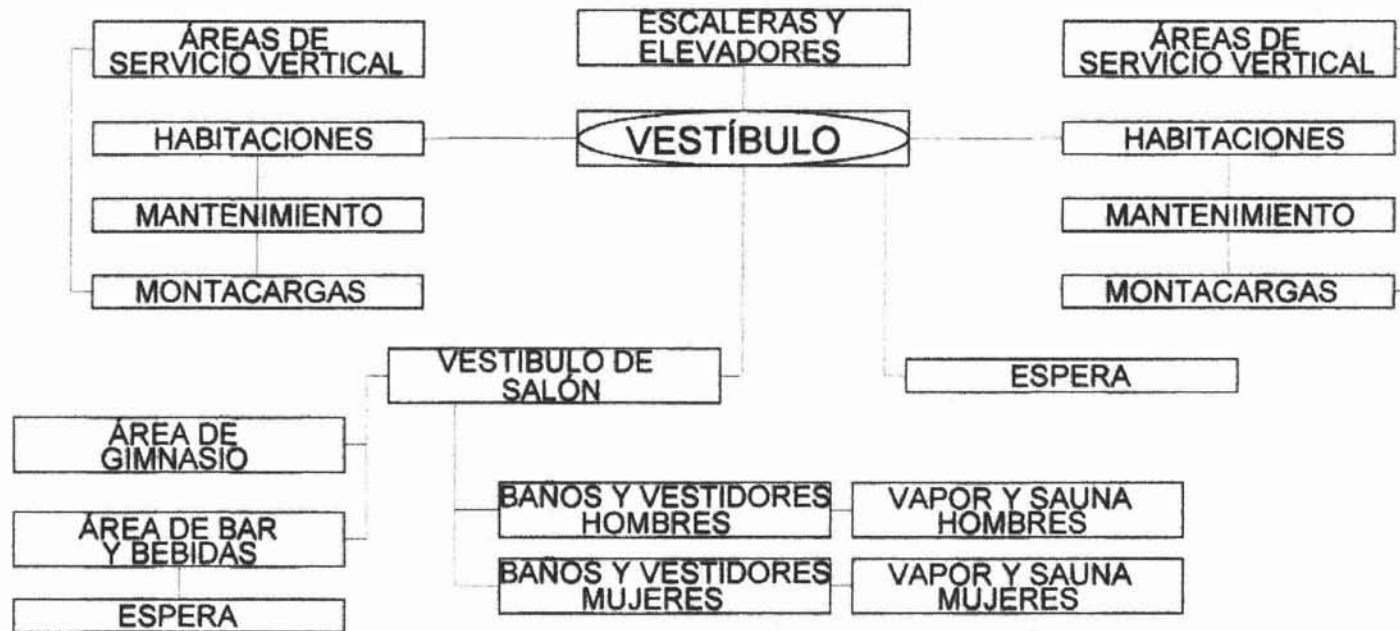 ÁREAS DE
SERVICIO VERTICAL
ESCALERAS Y
ELEVADORES
ÁREAS DE
SERVICIO VERTICAL
HABITACIONES
VESTÍBULO
HABITACIONES
MANTENIMIENTO
MANTENIMIENTO
MONTACARGAS
MONTACARGAS
VESTIBULO DE
SALÓN
ESPERA
ÁREA DE
GIMNASIO
BAÑOS Y VESTIDORES
HOMBRES
VAPOR Y SAUNA
HOMBRES
ÁREA DE BAR
Y BEBIDAS
BAÑOS Y VESTIDORES
MUJERES
VAPOR Y SAUNA
MUJERES
ESPERA